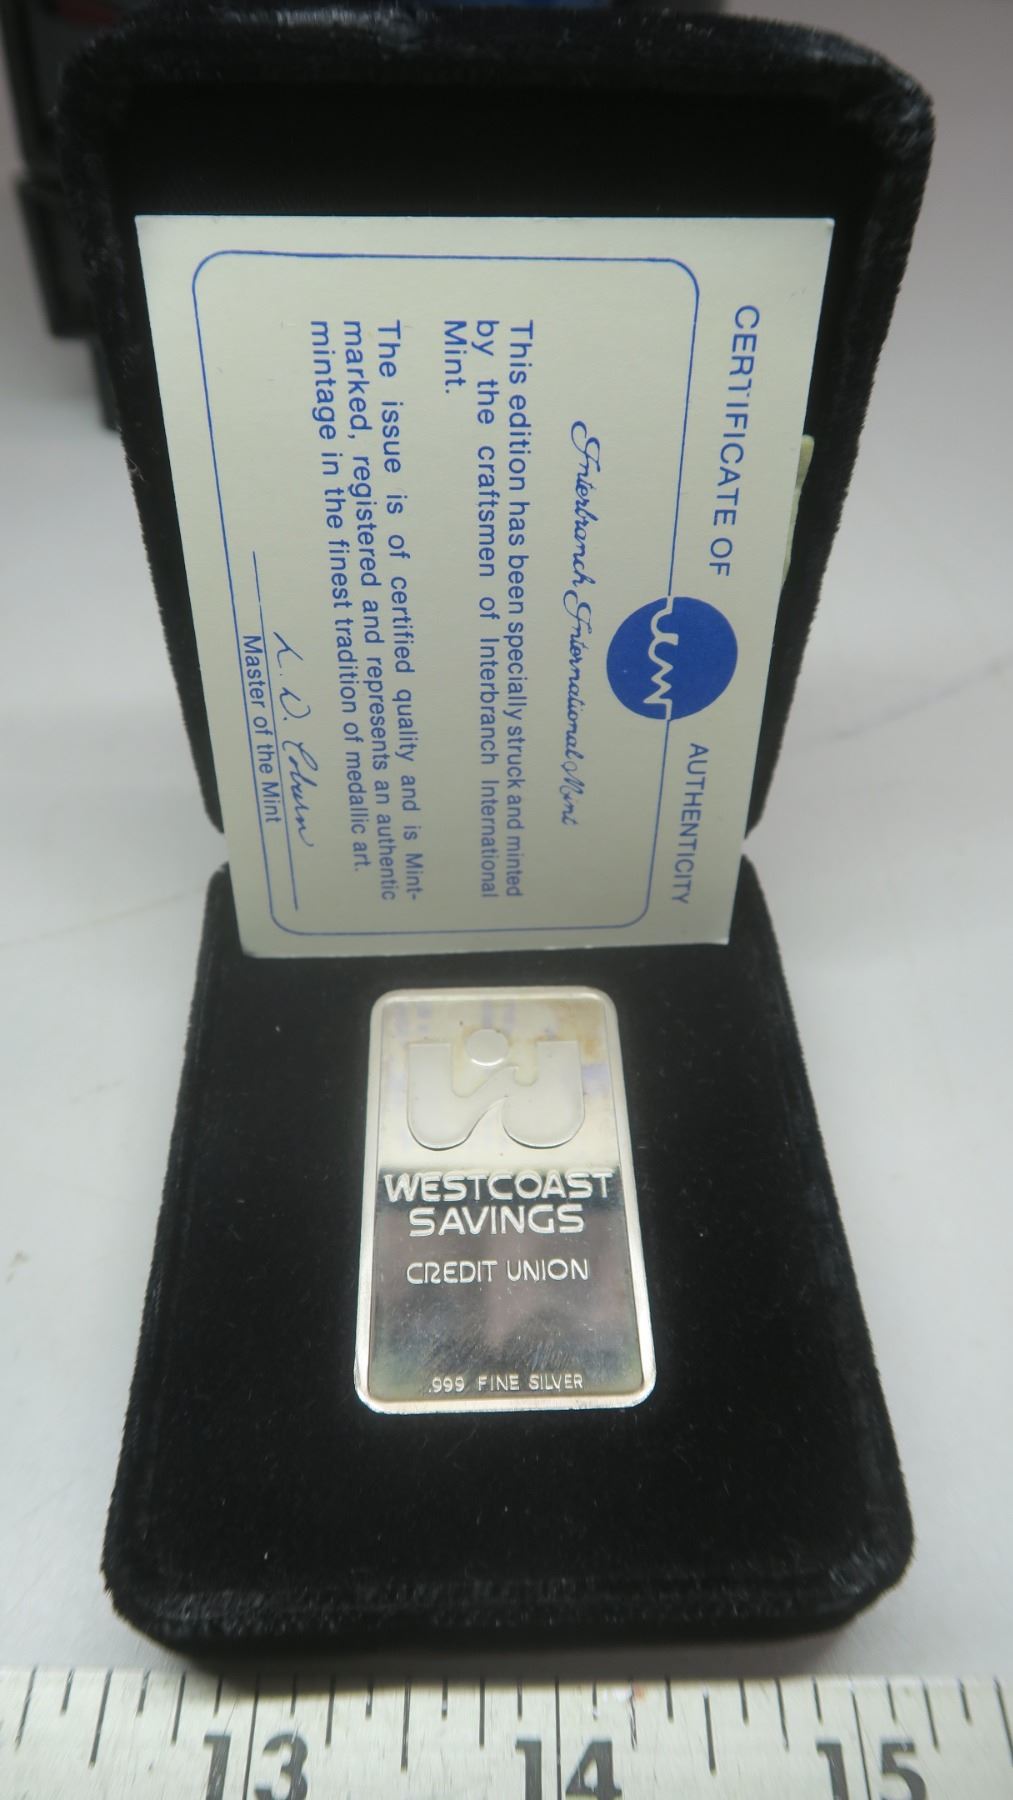 CERTIFICATE OF AUTHENTICITY
Interbranch International Mint
This edition has been specially struck and minted
by the craftsmen of Interbranch International
Mint.
The issue is of certified quality and is Mint-
marked, registered and represents an authentic
mintage in the finest tradition of medallic art.
L. D. Coburn
Master of the Mint
WESTCOAST
SAVINGS
CREDIT UNION
.999 FINE SILVER
13 14 15